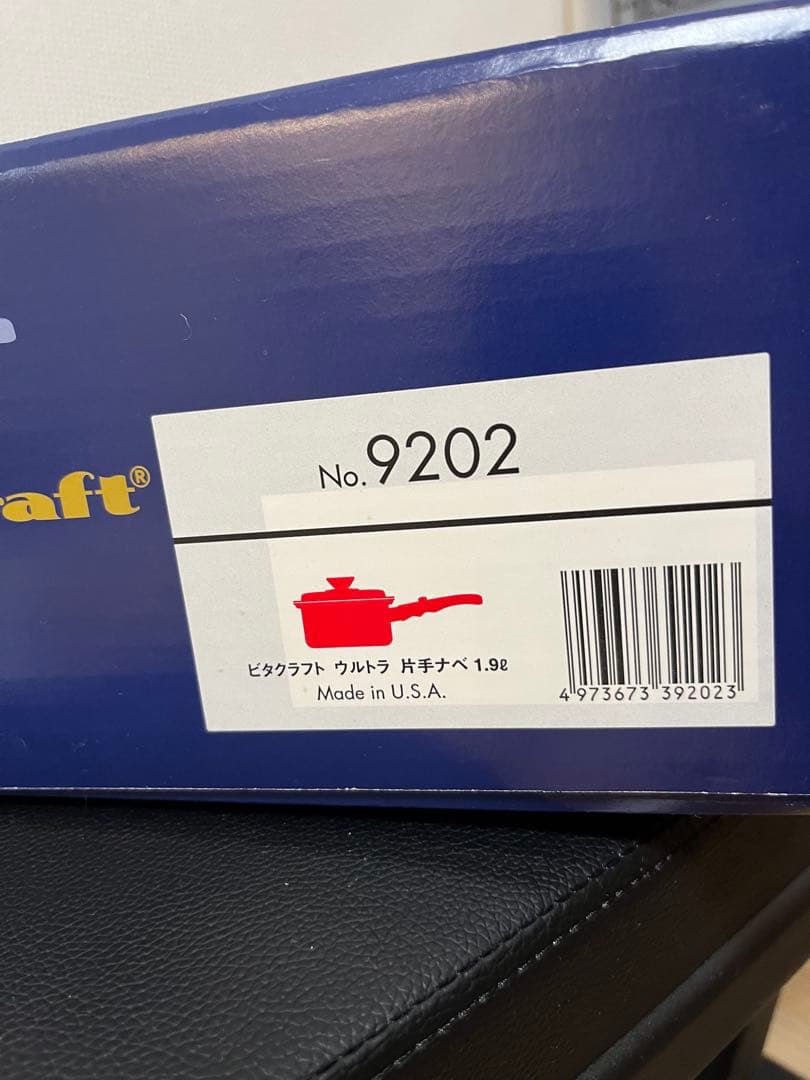 raft®
No.9202
ビタクラフト ウルトラ 片手ナベ 1.9ℓ
Made in U.S.A.
4 973673 392023